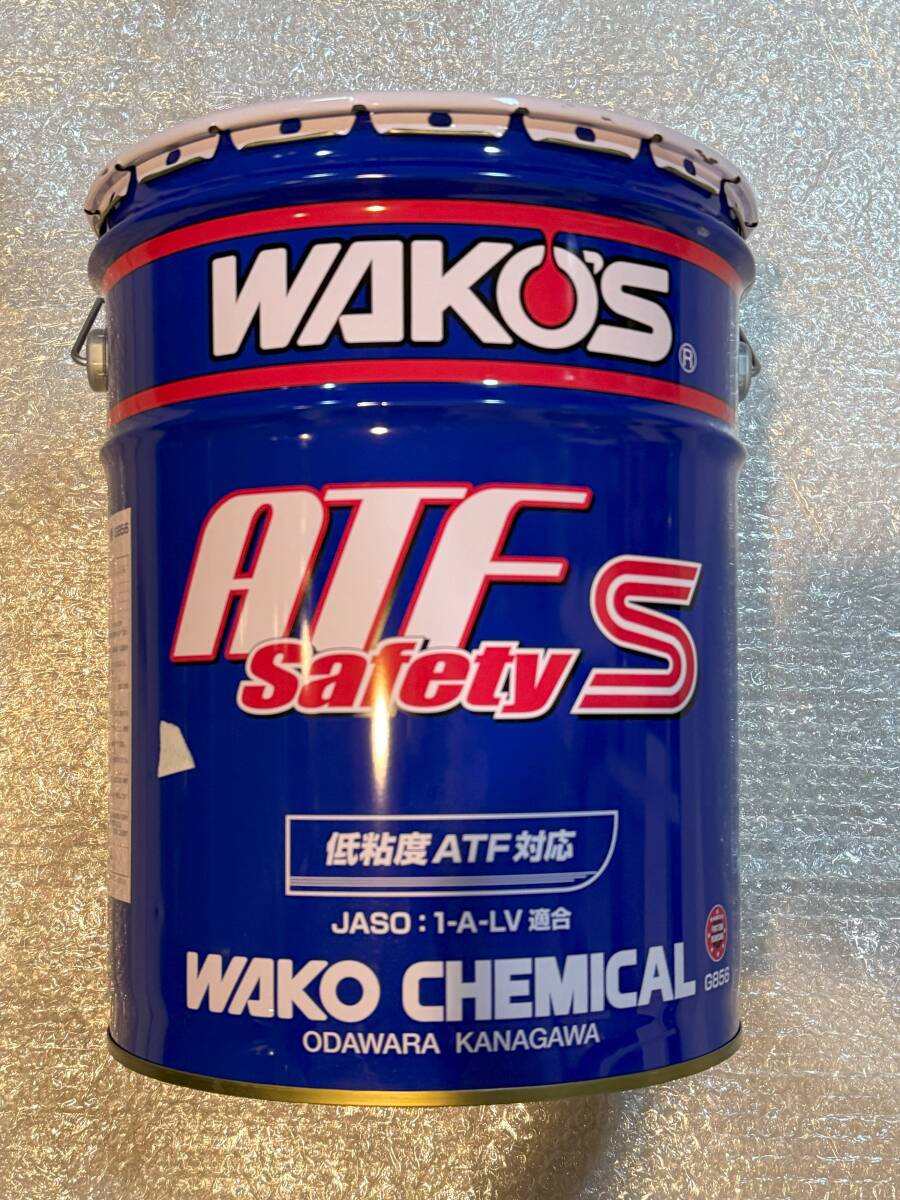 WAKO'S®
ATF
Safety S
低粘度ATF対応
JASO：1-A-LV 適合
WAKO CHEMICAL
G856
ODAWARA KANAGAWA